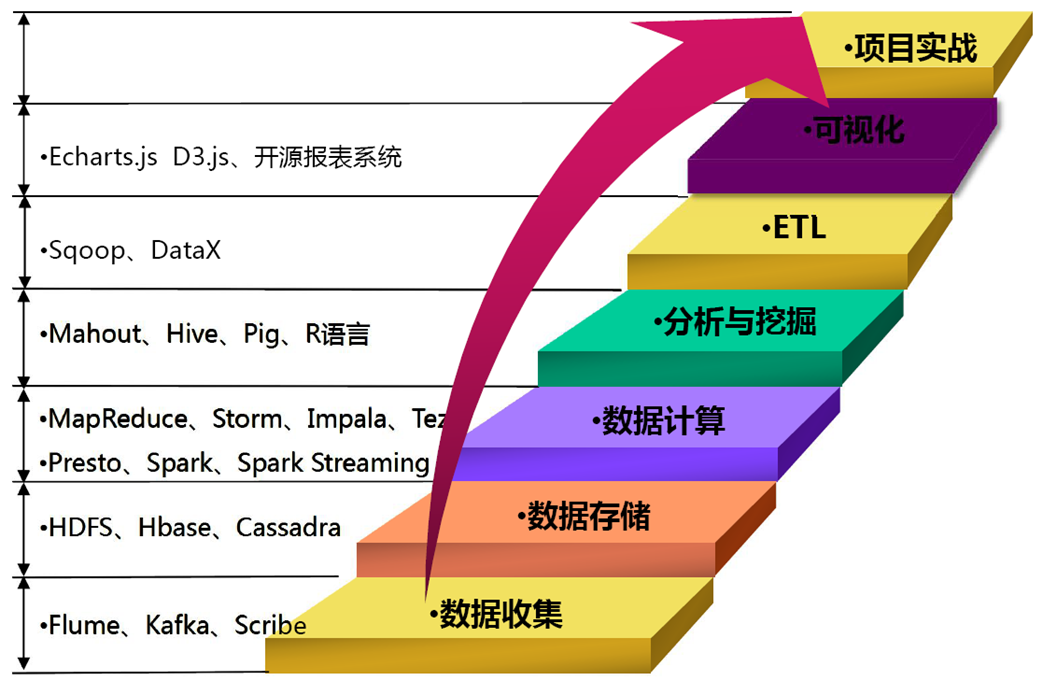 •项目实战
•可视化
•Echarts.js D3.js、开源报表系统
•ETL
•Sqoop、DataX
•分析与挖掘
•Mahout、Hive、Pig、R语言
•数据计算
•MapReduce、Storm、Impala、Tez
•Presto、Spark、Spark Streaming
•数据存储
•HDFS、Hbase、Cassadra
•数据收集
•Flume、Kafka、Scribe